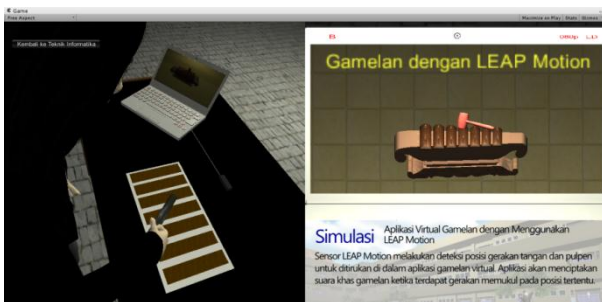 Game
Free Aspect
Maximize on Play Stats Gizmos
Kembali ke Teknik Informatika
Gamelan dengan LEAP Motion
Simulasi
Aplikasi Virtual Gamelan dengan Menggunakan
LEAP Motion
Sensor LEAP Motion melakukan deteksi posisi gerakan tangan dan pulpen
untuk ditirukan di dalam aplikasi gamelan virtual. Aplikasi akan menciptakan
suara khas gamelan ketika terdapat gerakan memukul pada posisi tertentu.